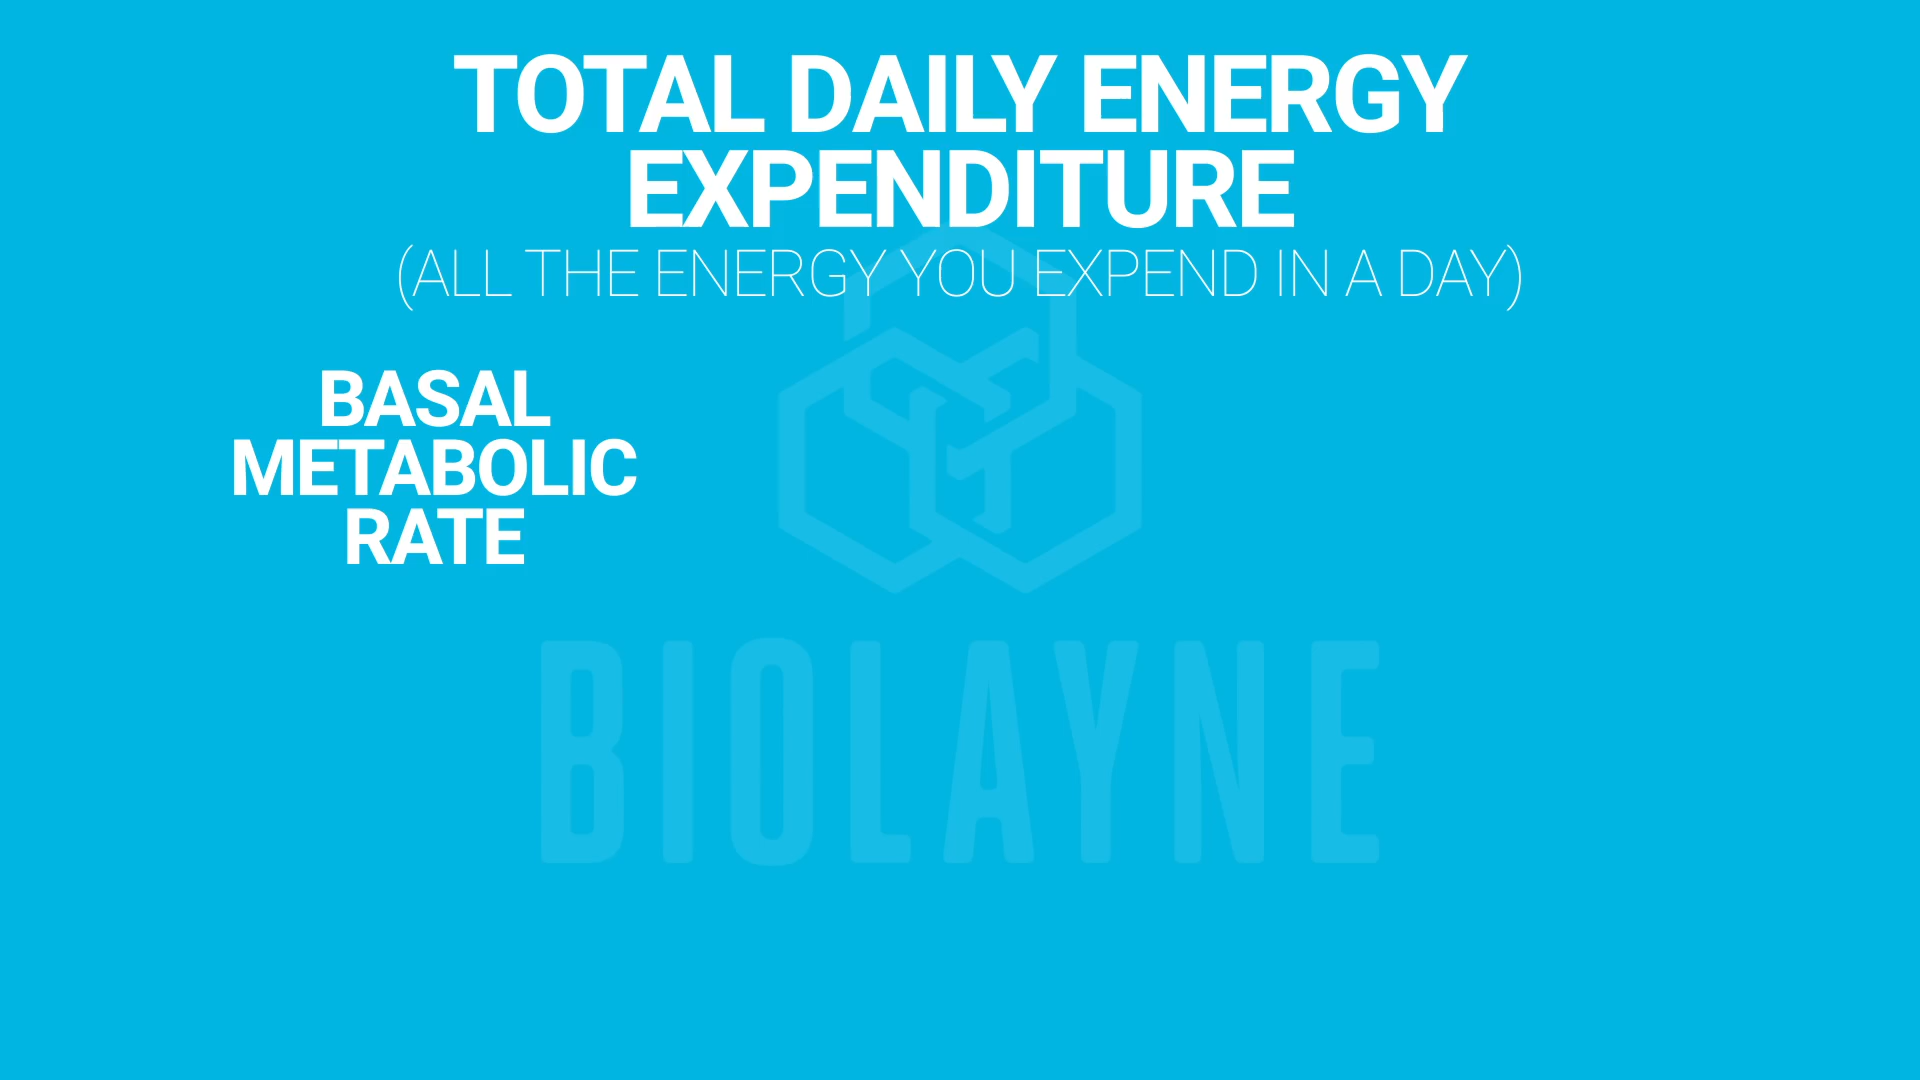 TOTAL DAILY ENERGY
EXPENDITURE
(ALL THE ENERGY YOU EXPEND IN A DAY)
BASAL
METABOLIC
RATE
BIOLAYNE